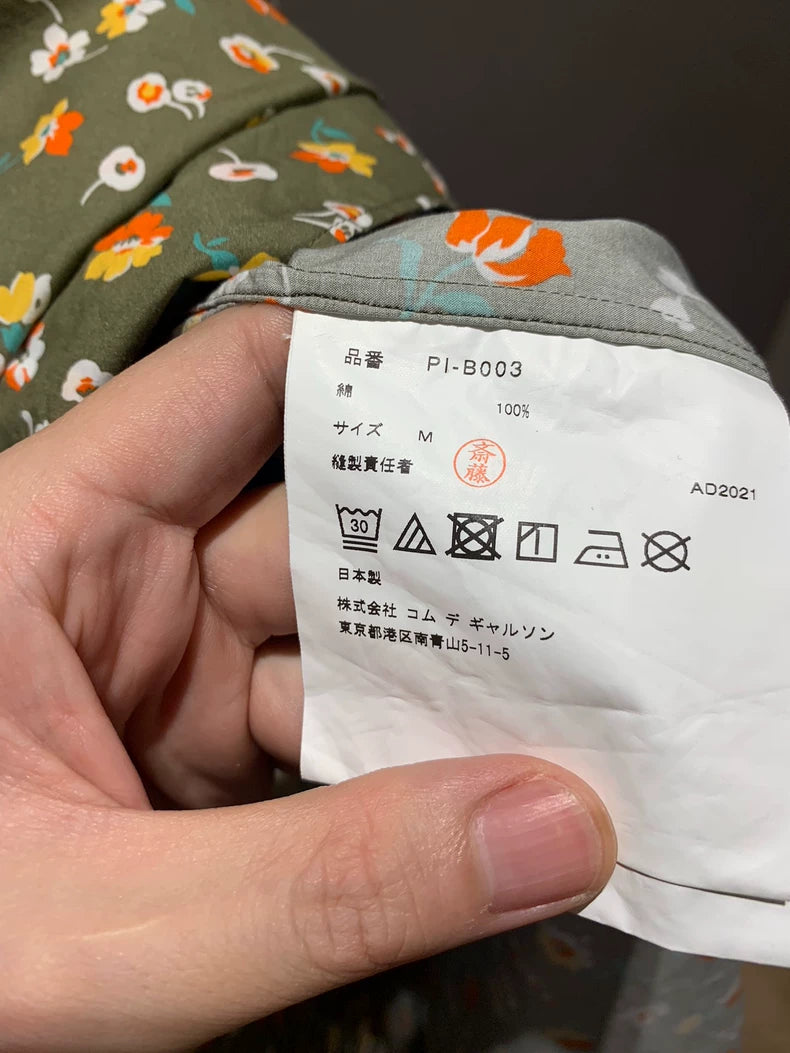 品番 PI-B003
綿 100%
サイズ M
縫製責任者 斎藤
AD2021
30
日本製
株式会社 コム デ ギャルソン
東京都港区南青山5-11-5